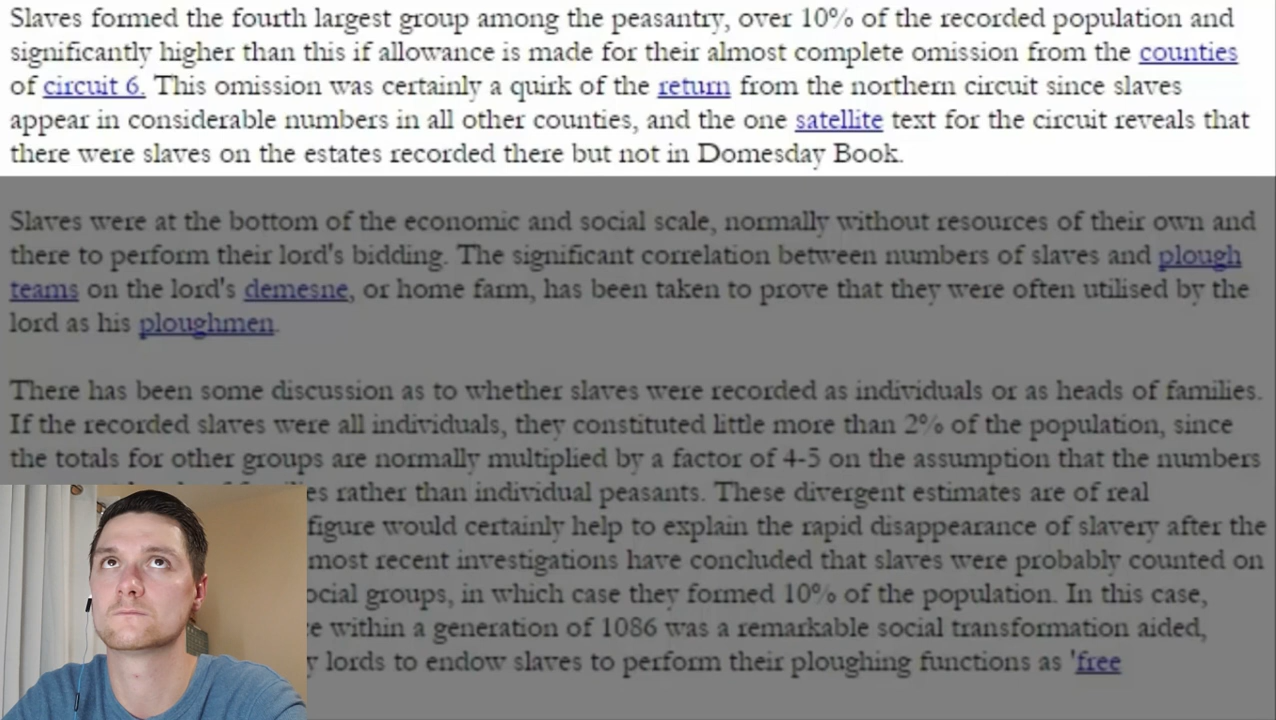 Slaves formed the fourth largest group among the peasantry, over 10% of the recorded population and
significantly higher than this if allowance is made for their almost complete omission from the counties
of circuit 6. This omission was certainly a quirk of the return from the northern circuit since slaves
appear in considerable numbers in all other counties, and the one satellite text for the circuit reveals that
there were slaves on the estates recorded there but not in Domesday Book.
Slaves were at the bottom of the economic and social scale, normally without resources of their own and
there to perform their lord's bidding. The significant correlation between numbers of slaves and plough
teams on the lord's demesne, or home farm, has been taken to prove that they were often utilised by the
lord as his ploughmen.
There has been some discussion as to whether slaves were recorded as individuals or as heads of families.
If the recorded slaves were all individuals, they constituted little more than 2% of the population, since
the totals for other groups are normally multiplied by a factor of 4-5 on the assumption that the numbers
rather than individual peasants. These divergent estimates are of real
figure would certainly help to explain the rapid disappearance of slavery after the
most recent investigations have concluded that slaves were probably counted on
groups, in which case they formed 10% of the population. In this case,
within a generation of 1086 was a remarkable social transformation aided,
lords to endow slaves to perform their ploughing functions as 'free